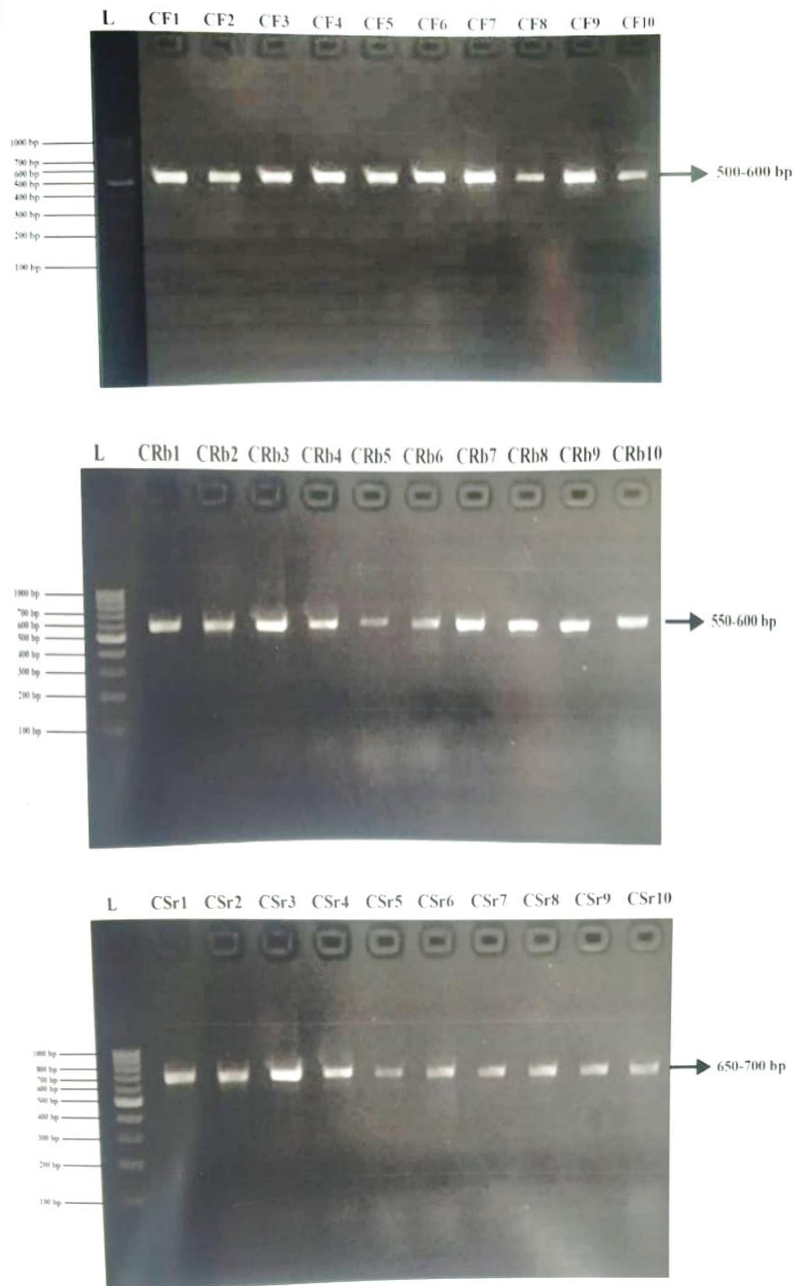 L CF1 CF2 CF3 CF4 CF5 CF6 CF7 CF8 CF9 CF10
1000 bp
700 bp
600 bp
500 bp
400 bp
300 bp
200 bp
100 bp
500-600 bp
L CRb1 CRb2 CRb3 CRb4 CRb5 CRb6 CRb7 CRb8 CRb9 CRb10
1000 bp
700 bp
600 bp
500 bp
400 bp
300 bp
200 bp
100 bp
550-600 bp
L CSr1 CSr2 CSr3 CSr4 CSr5 CSr6 CSr7 CSr8 CSr9 CSr10
1000 bp
800 bp
700 bp
600 bp
500 bp
400 bp
300 bp
200 bp
100 bp
650-700 bp